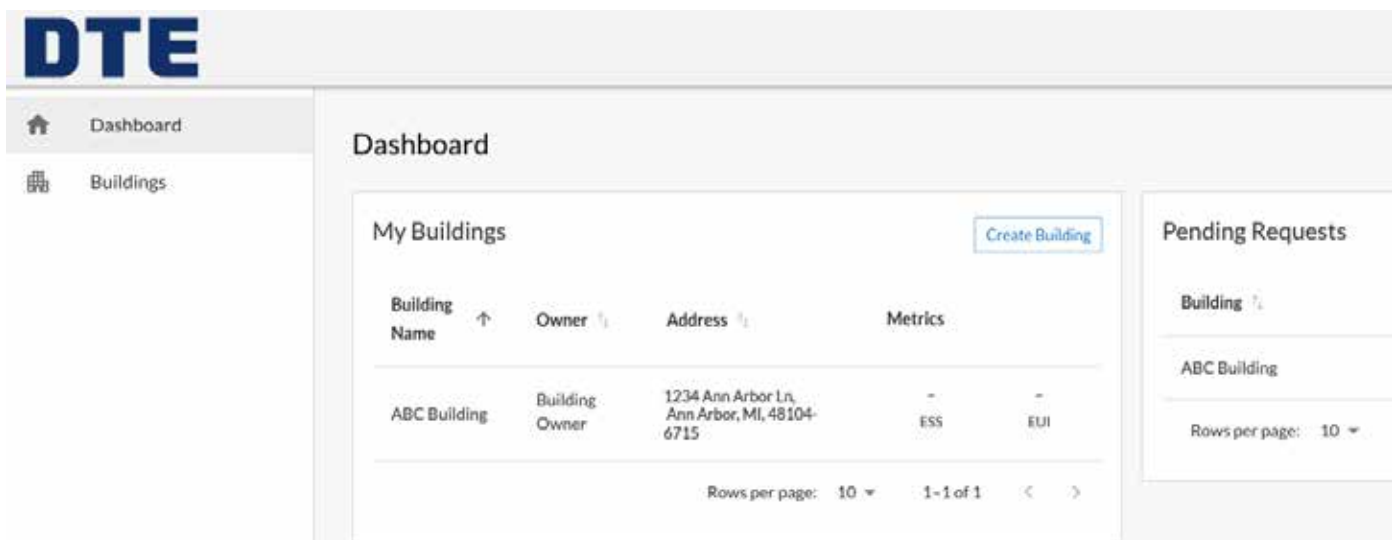 DTE
Dashboard
Buildings
Dashboard
My Buildings
Create Building
Building
Name
Owner
Address
Metrics
ABC Building
Building
Owner
1234 Ann Arbor Ln,
Ann Arbor, MI, 48104-
6715
-
ESS
-
EUI
Rows per page: 10
1-1 of 1
Pending Requests
Building
ABC Building
Rows per page: 10